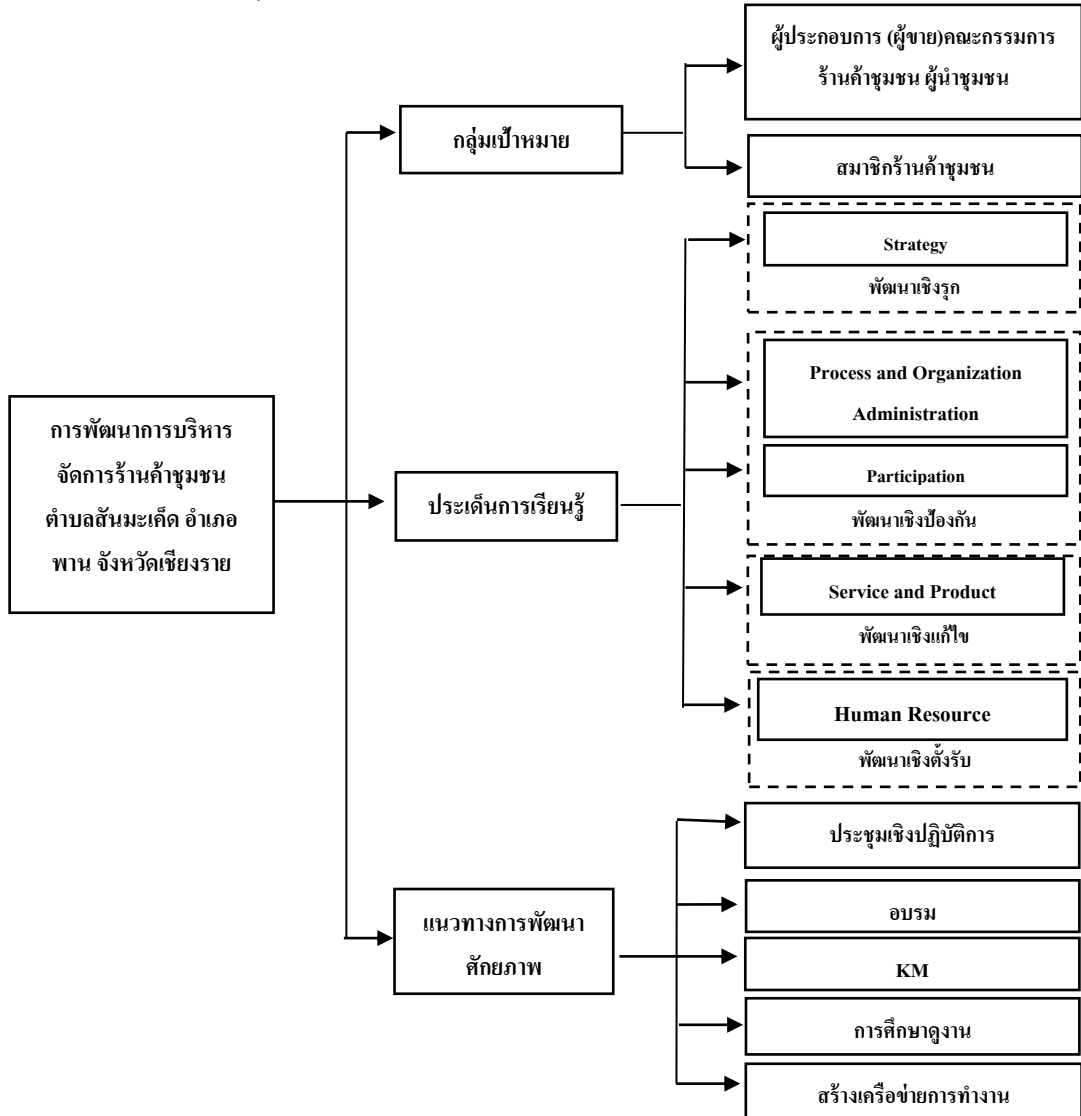 ผู้ประกอบการ (ผู้ขาย)คณะกรรมการ
ร้านค้าชุมชน ผู้นำชุมชน
กลุ่มเป้าหมาย
สมาชิกร้านค้าชุมชน
Strategy
พัฒนาเชิงรุก
Process and Organization
Administration
การพัฒนาการบริหาร
จัดการร้านค้าชุมชน
ตำบลสันมะเค็ด อำเภอ
พาน จังหวัดเชียงราย
ประเด็นการเรียนรู้
Participation
พัฒนาเชิงป้องกัน
Service and Product
พัฒนาเชิงแก้ไข
Human Resource
พัฒนาเชิงตั้งรับ
ประชุมเชิงปฏิบัติการ
อบรม
แนวทางการพัฒนา
ศักยภาพ
KM
การศึกษาดูงาน
สร้างเครือข่ายการทำงาน